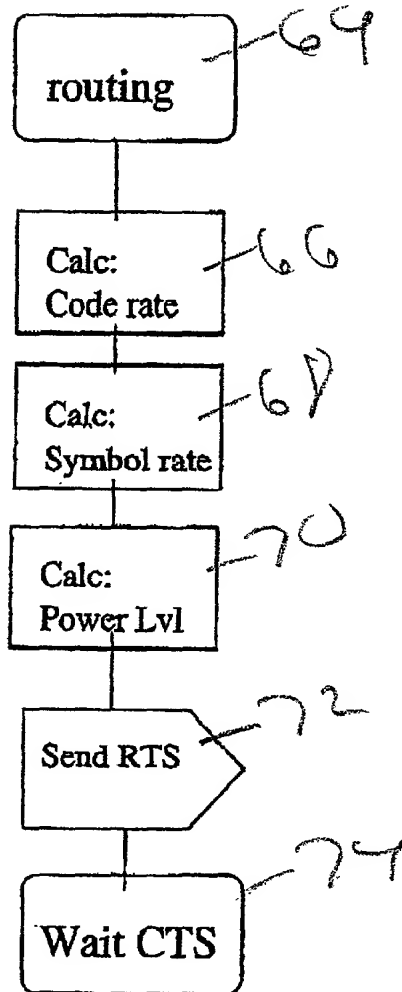 64
routing
66
Calc:
Code rate
68
Calc:
Symbol rate
70
Calc:
Power Lvl
72
Send RTS
74
Wait CTS